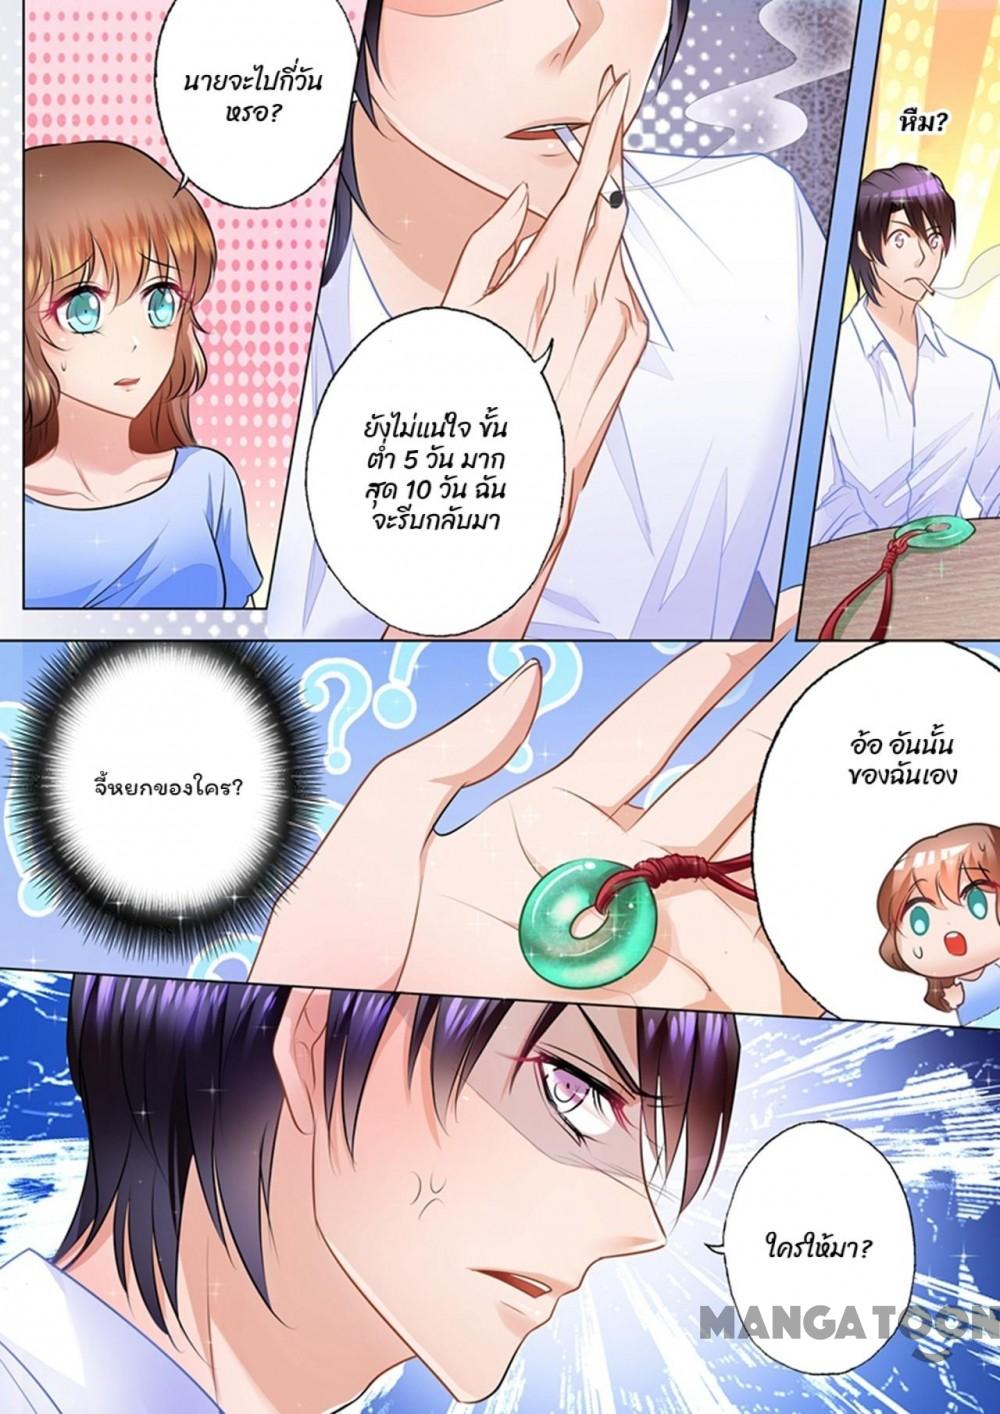 นายจะไปกี่วัน
หรอ?
ยังไม่แน่ใจ ขั้น
ต่ำ 5 วัน มาก
สุด 10 วัน ฉัน
จะรีบกลับมา
หืม?
จี้หยกของใคร?
อ้อ อันนั้น
ของฉันเอง
ใครให้มา?
MANGATOON